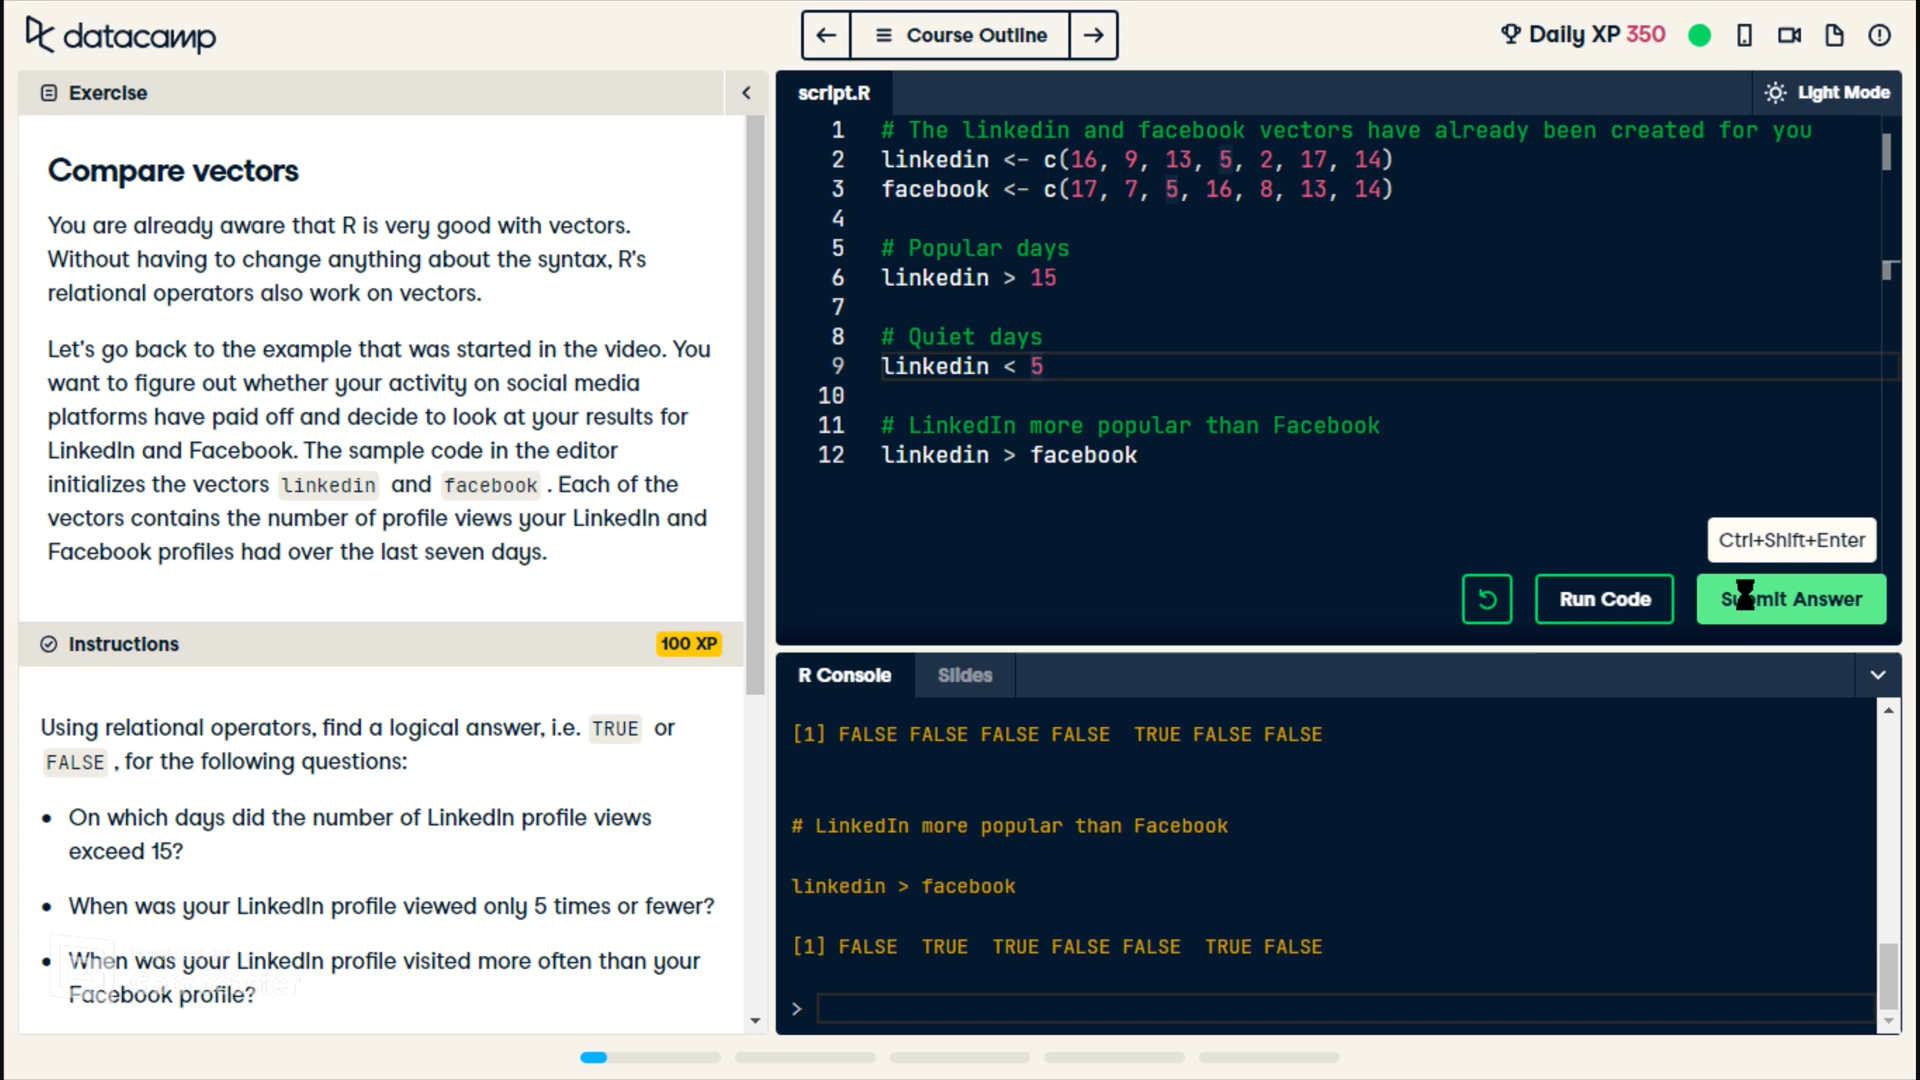 datacamp
Course Outline
Daily XP 350
Exercise
Compare vectors
You are already aware that R is very good with vectors.
Without having to change anything about the syntax, R's
relational operators also work on vectors.
Let's go back to the example that was started in the video. You
want to figure out whether your activity on social media
platforms have paid off and decide to look at your results for
LinkedIn and Facebook. The sample code in the editor
initializes the vectors linkedin and facebook . Each of the
vectors contains the number of profile views your LinkedIn and
Facebook profiles had over the last seven days.
Instructions
100 XP
Using relational operators, find a logical answer, i.e. TRUE or
FALSE , for the following questions:
• On which days did the number of LinkedIn profile views
exceed 15?
• When was your LinkedIn profile viewed only 5 times or fewer?
• When was your LinkedIn profile visited more often than your
Facebook profile?
script.R
Light Mode
1 # The linkedin and facebook vectors have already been created for you
2 linkedin <- c(16, 9, 13, 5, 2, 17, 14)
3 facebook <- c(17, 7, 5, 16, 8, 13, 14)
4
5 # Popular days
6 linkedin > 15
7
8 # Quiet days
9 linkedin < 5
10
11 # LinkedIn more popular than Facebook
12 linkedin > facebook
Ctrl+Shift+Enter
Run Code
Submit Answer
R Console
Slides
[1] FALSE FALSE FALSE FALSE  TRUE FALSE FALSE
# LinkedIn more popular than Facebook
linkedin > facebook
[1] FALSE  TRUE  TRUE FALSE FALSE  TRUE FALSE
>